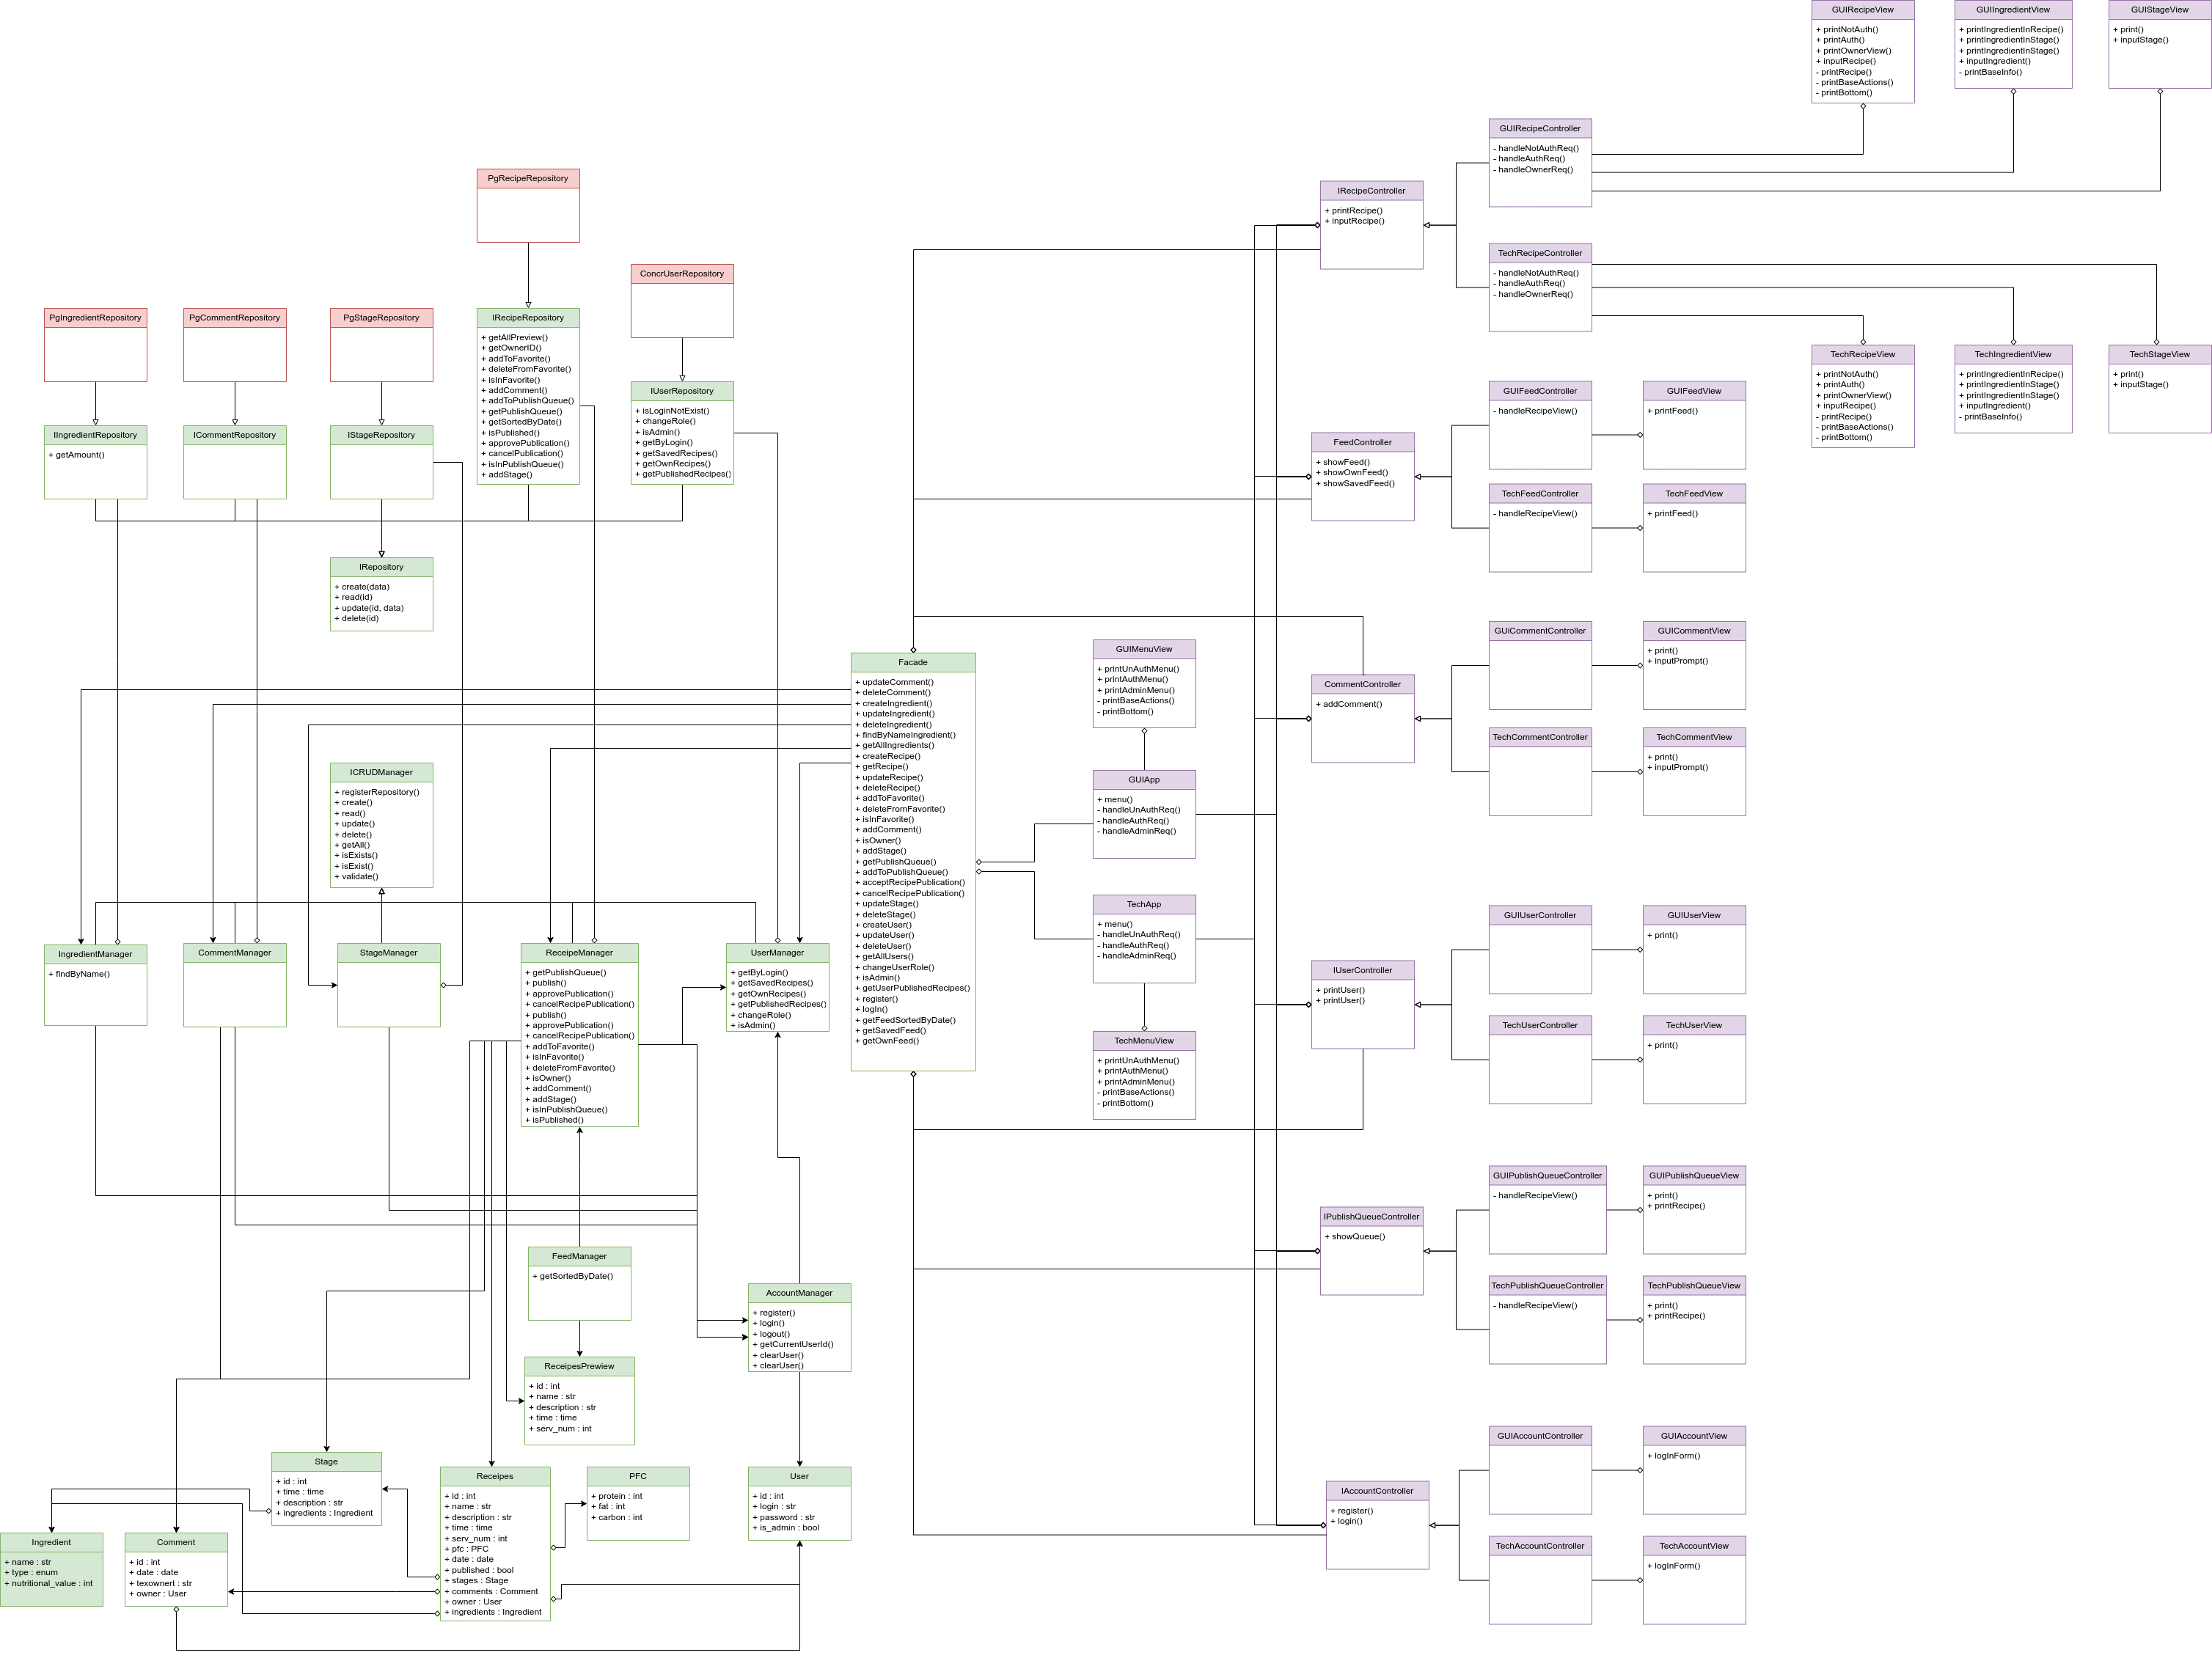 GUIRecipeView
+ printNotAuth()
+ printAuth()
+ printOwnerView()
+ inputRecipe()
- printRecipe()
- printBaseActions()
- printBottom()
GUIIngredientView
+ printIngredientInRecipe()
+ printIngredientInStage()
+ printIngredientInStage()
+ inputIngredient()
- printBaseInfo()
GUIStageView
+ print()
+ inputStage()
GUIRecipeController
- handleNotAuthReq()
- handleAuthReq()
- handleOwnerReq()
PgRecipeRepository
IRecipeController
+ printRecipe()
+ inputRecipe()
TechRecipeController
- handleNotAuthReq()
- handleAuthReq()
- handleOwnerReq()
ConcrUserRepository
PgIngredientRepository
PgCommentRepository
PgStageRepository
IRecipeRepository
+ getAllPreview()
+ getOwnerID()
+ addToFavorite()
+ deleteFromFavorite()
+ isInFavorite()
+ addComment()
+ addToPublishQueue()
+ getPublishQueue()
+ getSortedByDate()
+ isPublished()
+ approvePublication()
+ cancelPublication()
+ isInPublishQueue()
+ addStage()
TechRecipeView
+ printNotAuth()
+ printAuth()
+ printOwnerView()
+ inputRecipe()
- printRecipe()
- printBaseActions()
- printBottom()
TechIngredientView
+ printIngredientInRecipe()
+ printIngredientInStage()
+ printIngredientInStage()
+ inputIngredient()
- printBaseInfo()
TechStageView
+ print()
+ inputStage()
IUserRepository
+ isLoginNotExist()
+ changeRole()
+ isAdmin()
+ getByLogin()
+ getSavedRecipes()
+ getOwnRecipes()
+ getPublishedRecipes()
GUIFeedController
- handleRecipeView()
GUIFeedView
+ printFeed()
IIngredientRepository
+ getAmount()
ICommentRepository
IStageRepository
FeedController
+ showFeed()
+ showOwnFeed()
+ showSavedFeed()
TechFeedController
- handleRecipeView()
TechFeedView
+ printFeed()
IRepository
+ create(data)
+ read(id)
+ update(id, data)
+ delete(id)
GUICommentController
GUICommentView
+ print()
+ inputPrompt()
Facade
+ updateComment()
+ deleteComment()
+ createIngredient()
+ updateIngredient()
+ deleteIngredient()
+ findByNameIngredient()
+ getAllIngredients()
+ createRecipe()
+ getRecipe()
+ updateRecipe()
+ deleteRecipe()
+ addToFavorite()
+ deleteFromFavorite()
+ isInFavorite()
+ addComment()
+ isOwner()
+ addStage()
+ getPublishQueue()
+ addToPublishQueue()
+ acceptRecipePublication()
+ cancelRecipePublication()
+ updateStage()
+ deleteStage()
+ createUser()
+ updateUser()
+ deleteUser()
+ getAllUsers()
+ changeUserRole()
+ isAdmin()
+ getUserPublishedRecipes()
+ register()
+ logIn()
+ getFeedSortedByDate()
+ getSavedFeed()
+ getOwnFeed()
GUIMenuView
+ printUnAuthMenu()
+ printAuthMenu()
+ printAdminMenu()
- printBaseActions()
- printBottom()
CommentController
+ addComment()
TechCommentController
TechCommentView
+ print()
+ inputPrompt()
ICRUDManager
+ registerRepository()
+ create()
+ read()
+ update()
+ delete()
+ getAll()
+ isExists()
+ isExist()
+ validate()
GUIApp
+ menu()
- handleUnAuthReq()
- handleAuthReq()
- handleAdminReq()
TechApp
+ menu()
- handleUnAuthReq()
- handleAuthReq()
- handleAdminReq()
GUIUserController
GUIUserView
+ print()
IngredientManager
+ findByName()
CommentManager
StageManager
ReceipeManager
+ getPublishQueue()
+ publish()
+ approvePublication()
+ cancelRecipePublication()
+ publish()
+ approvePublication()
+ cancelRecipePublication()
+ addToFavorite()
+ isInFavorite()
+ deleteFromFavorite()
+ isOwner()
+ addComment()
+ addStage()
+ isInPublishQueue()
+ isPublished()
UserManager
+ getByLogin()
+ getSavedRecipes()
+ getOwnRecipes()
+ getPublishedRecipes()
+ changeRole()
+ isAdmin()
IUserController
+ printUser()
+ printUser()
TechUserController
TechUserView
+ print()
TechMenuView
+ printUnAuthMenu()
+ printAuthMenu()
+ printAdminMenu()
- printBaseActions()
- printBottom()
GUIPublishQueueController
- handleRecipeView()
GUIPublishQueueView
+ print()
+ printRecipe()
IPublishQueueController
+ showQueue()
FeedManager
+ getSortedByDate()
TechPublishQueueController
- handleRecipeView()
TechPublishQueueView
+ print()
+ printRecipe()
AccountManager
+ register()
+ login()
+ logout()
+ getCurrentUserId()
+ clearUser()
+ clearUser()
ReceipesPrewiew
+ id : int
+ name : str
+ description : str
+ time : time
+ serv_num : int
GUIAccountController
GUIAccountView
+ logInForm()
Stage
+ id : int
+ time : time
+ description : str
+ ingredients : Ingredient
Receipes
+ id : int
+ name : str
+ description : str
+ time : time
+ serv_num : int
+ pfc : PFC
+ date : date
+ published : bool
+ stages : Stage
+ comments : Comment
+ owner : User
+ ingredients : Ingredient
PFC
+ protein : int
+ fat : int
+ carbon : int
User
+ id : int
+ login : str
+ password : str
+ is_admin : bool
IAccountController
+ register()
+ login()
Ingredient
+ name : str
+ type : enum
+ nutritional_value : int
Comment
+ id : int
+ date : date
+ texownert : str
+ owner : User
TechAccountController
TechAccountView
+ logInForm()